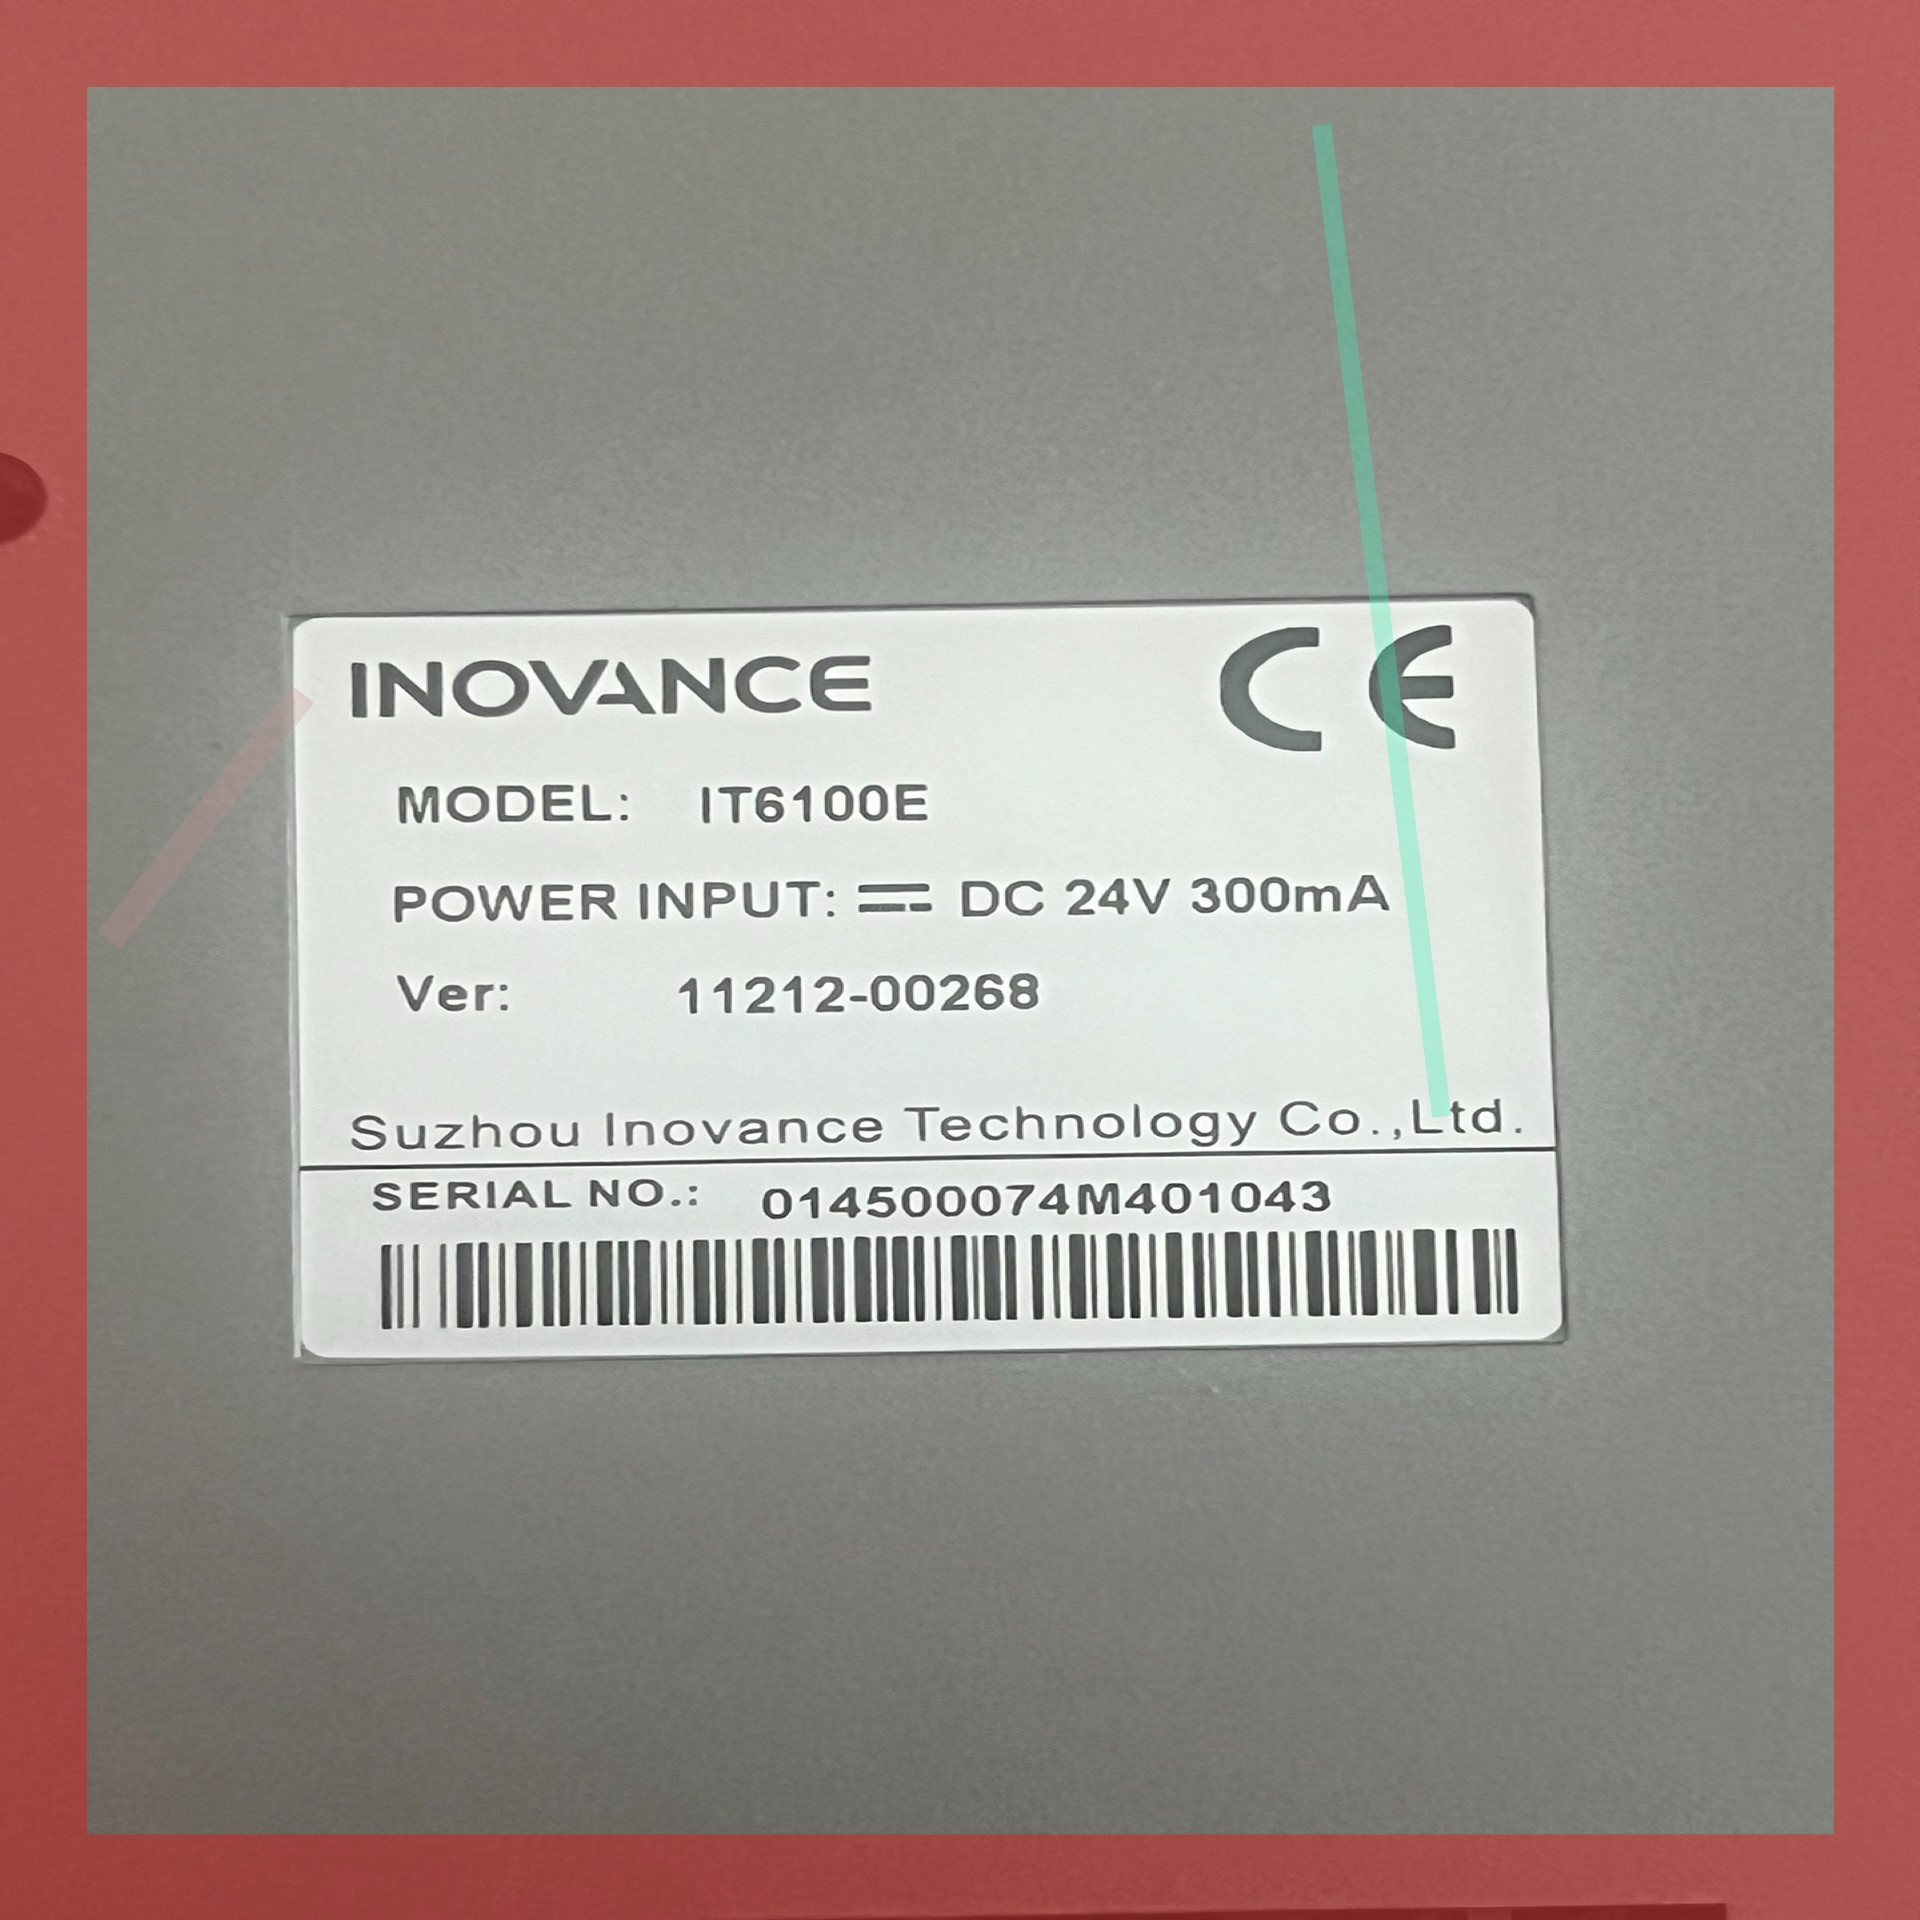 INOVANCE CE
MODEL: IT6100E
POWER INPUT: DC 24V 300mA
Ver: 11212-00268
Suzhou Inovance Technology Co.,Ltd.
SERIAL NO.: 014500074M401043